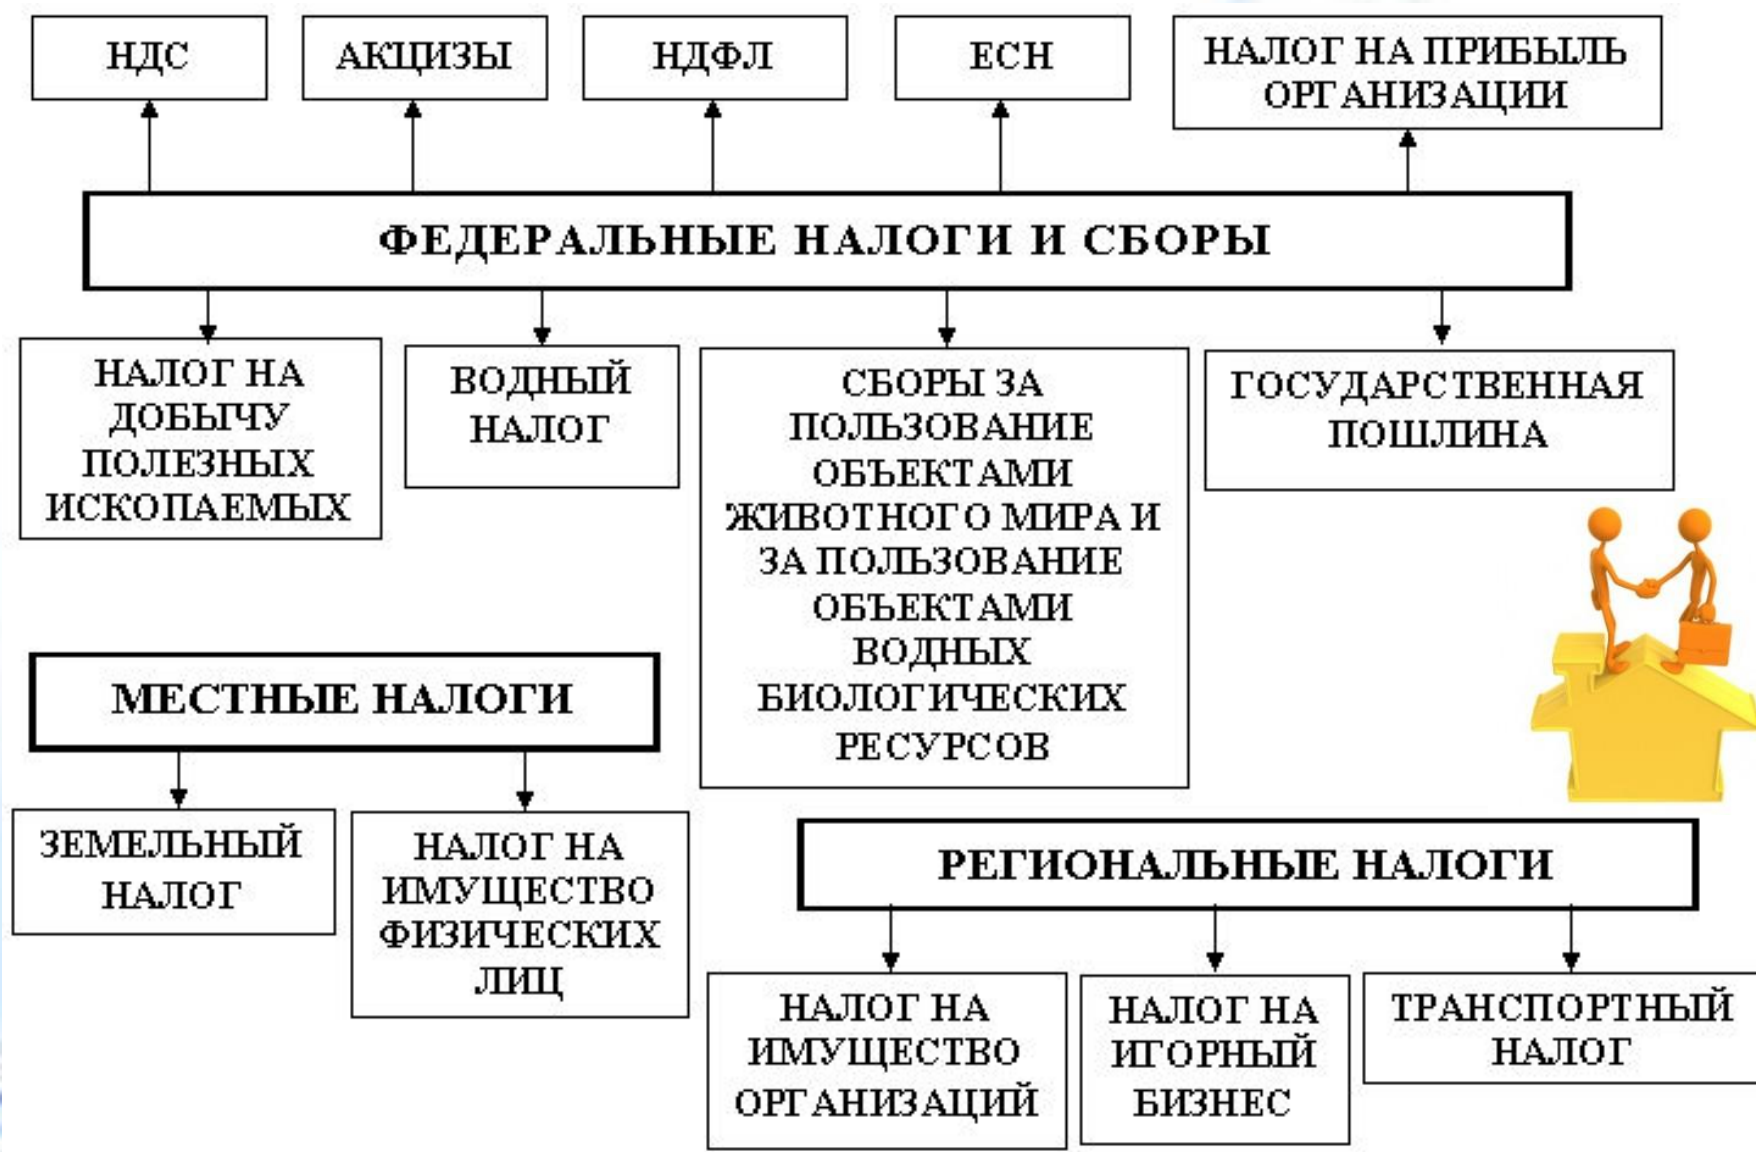 НДС
АКЦИЗЫ
НДФЛ
ЕСН
НАЛОГ НА ПРИБЫЛЬ
ОРГАНИЗАЦИИ
ФЕДЕРАЛЬНЫЕ НАЛОГИ И СБОРЫ
НАЛОГ НА
ДОБЫЧУ
ПОЛЕЗНЫХ
ИСКОПАЕМЫХ
ВОДНЫЙ
НАЛОГ
СБОРЫ ЗА
ПОЛЬЗОВАНИЕ
ОБЪЕКТАМИ
ЖИВОТНОГО МИРА И
ЗА ПОЛЬЗОВАНИЕ
ОБЪЕКТАМИ
ВОДНЫХ
БИОЛОГИЧЕСКИХ
РЕСУРСОВ
ГОСУДАРСТВЕННАЯ
ПОШЛИНА
МЕСТНЫЕ НАЛОГИ
ЗЕМЕЛЬНЫЙ
НАЛОГ
НАЛОГ НА
ИМУЩЕСТВО
ФИЗИЧЕСКИХ
ЛИЦ
РЕГИОНАЛЬНЫЕ НАЛОГИ
НАЛОГ НА
ИМУЩЕСТВО
ОРГАНИЗАЦИЙ
НАЛОГ НА
ИГОРНЫЙ
БИЗНЕС
ТРАНСПОРТНЫЙ
НАЛОГ